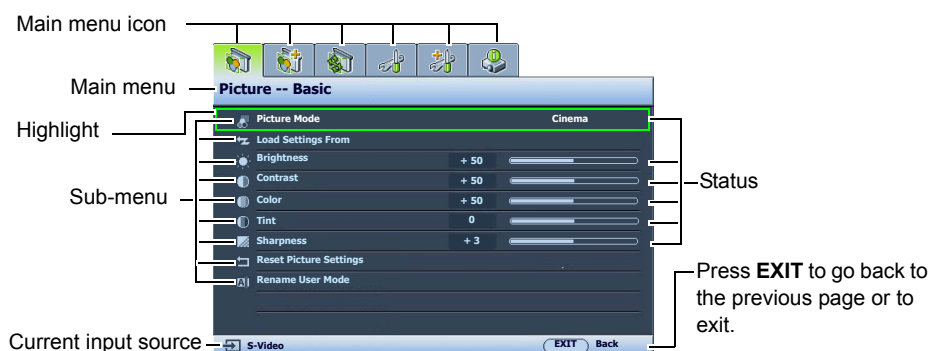 Main menu icon
Main menu
Picture -- Basic
Highlight
Picture Mode Cinema
Load Settings From
Brightness + 50
Contrast + 50
Color + 50
Tint 0
Sharpness + 3
Reset Picture Settings
Rename User Mode
Sub-menu
Status
Press EXIT to go back to
the previous page or to
exit.
Current input source
S-Video
EXIT Back